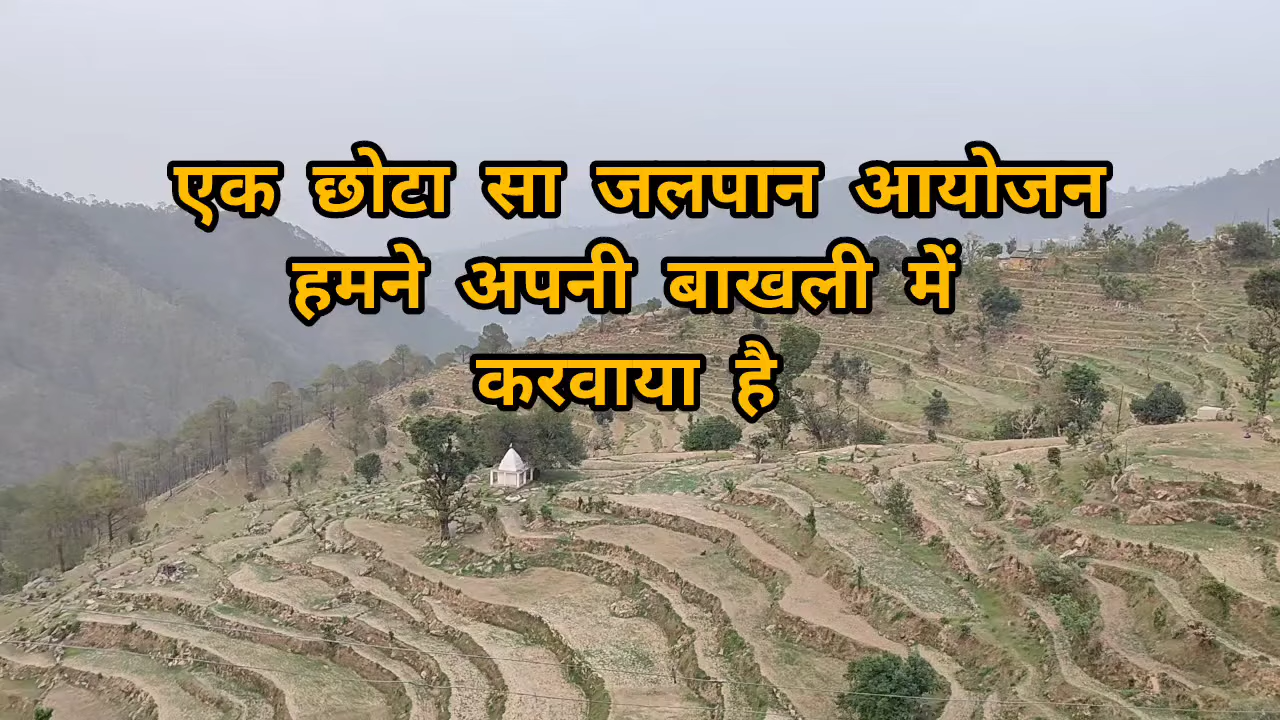 एक छोटा सा जलपान आयोजन
हमने अपनी बाखली में
करवाया है